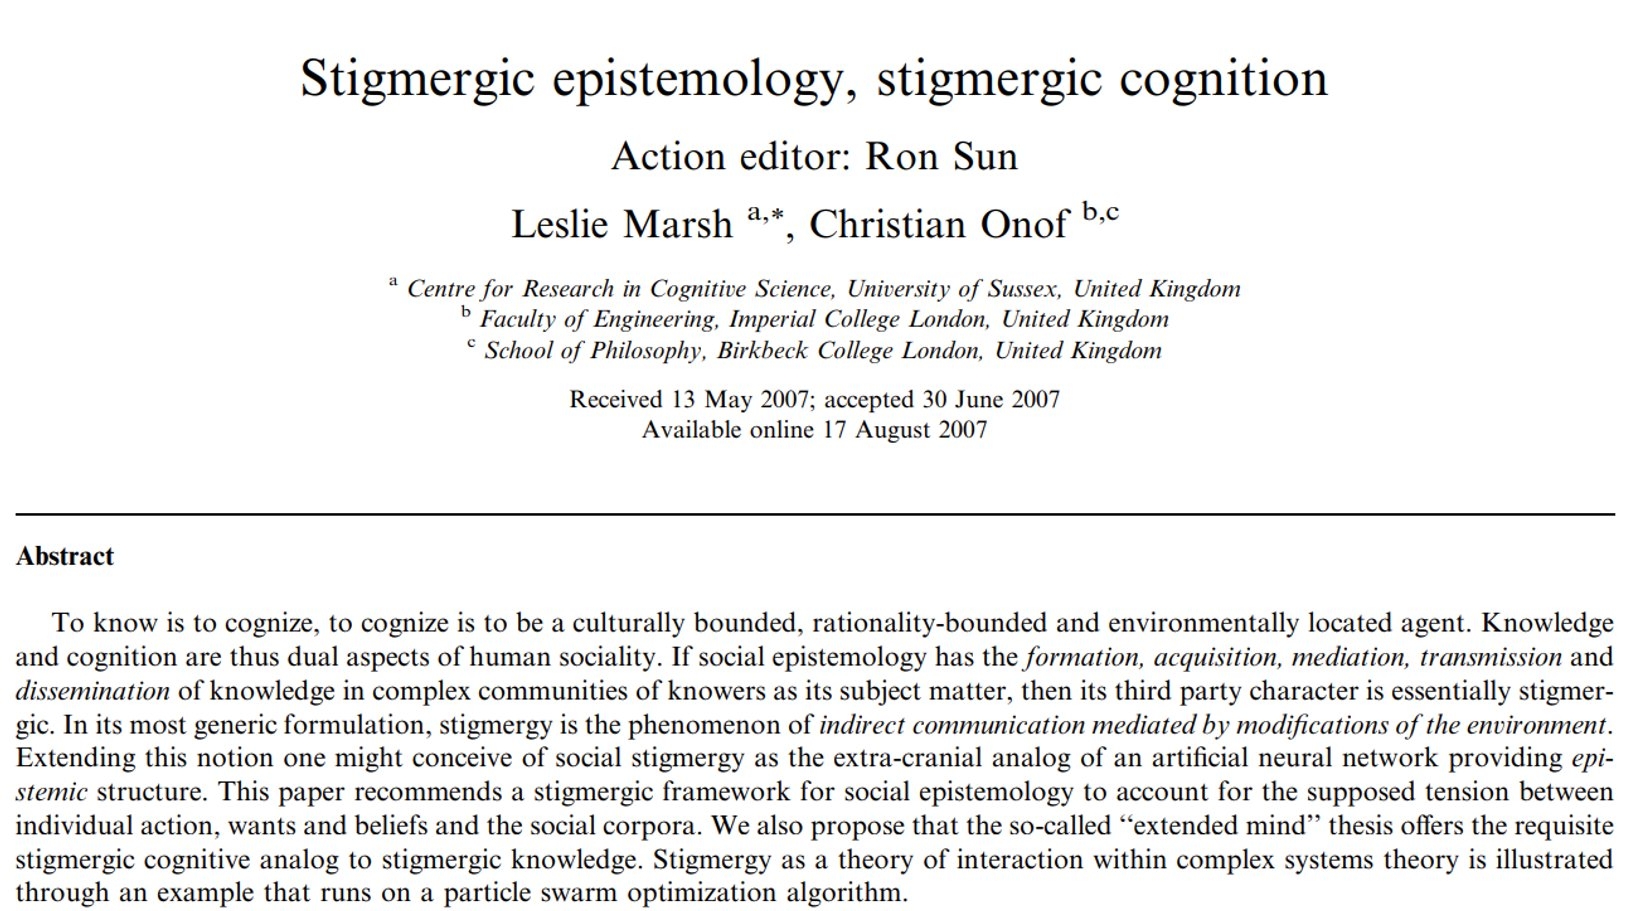 Stigmergic epistemology, stigmergic cognition
Action editor: Ron Sun
Leslie Marsh a,*, Christian Onof b,c
a Centre for Research in Cognitive Science, University of Sussex, United Kingdom
b Faculty of Engineering, Imperial College London, United Kingdom
c School of Philosophy, Birkbeck College London, United Kingdom
Received 13 May 2007; accepted 30 June 2007
Available online 17 August 2007
Abstract
To know is to cognize, to cognize is to be a culturally bounded, rationality-bounded and environmentally located agent. Knowledge
and cognition are thus dual aspects of human sociality. If social epistemology has the formation, acquisition, mediation, transmission and
dissemination of knowledge in complex communities of knowers as its subject matter, then its third party character is essentially stigmer-
gic. In its most generic formulation, stigmergy is the phenomenon of indirect communication mediated by modifications of the environment.
Extending this notion one might conceive of social stigmergy as the extra-cranial analog of an artificial neural network providing epi-
stemic structure. This paper recommends a stigmergic framework for social epistemology to account for the supposed tension between
individual action, wants and beliefs and the social corpora. We also propose that the so-called “extended mind” thesis offers the requisite
stigmergic cognitive analog to stigmergic knowledge. Stigmergy as a theory of interaction within complex systems theory is illustrated
through an example that runs on a particle swarm optimization algorithm.